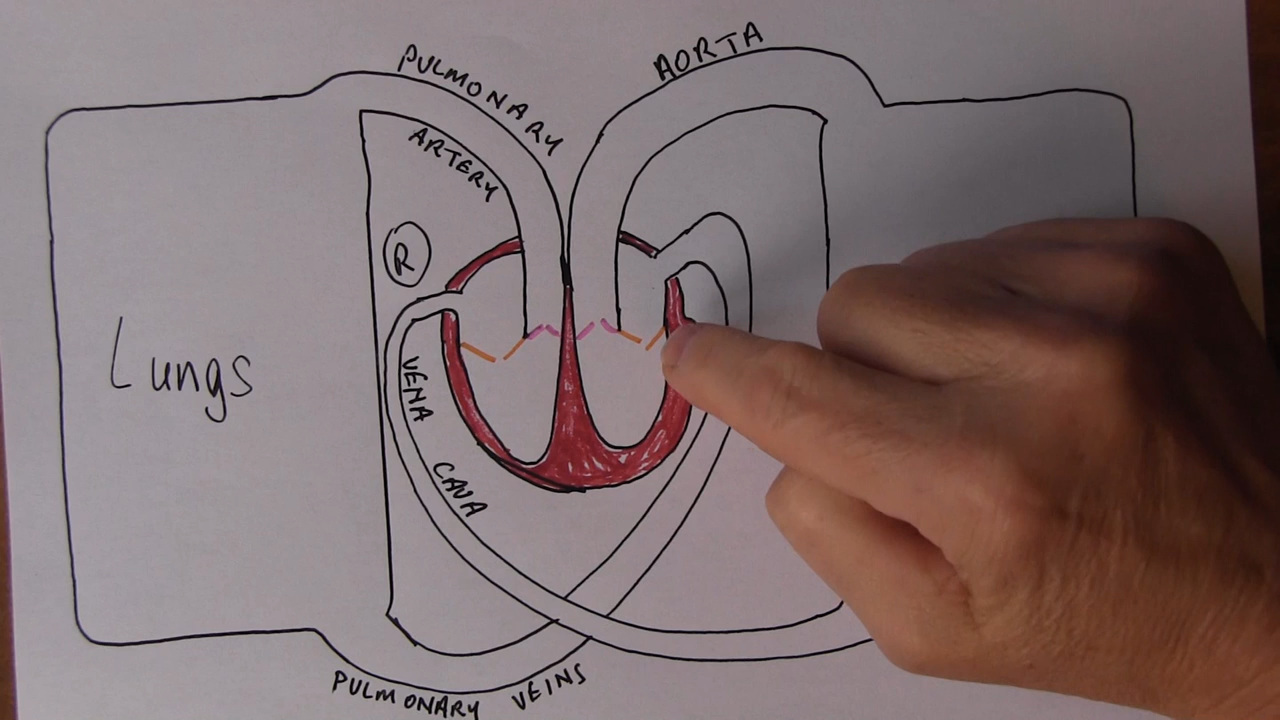 PULMONARY
ARTERY
AORTA
R
Lungs
VENA
CAVA
PULMONARY VEINS